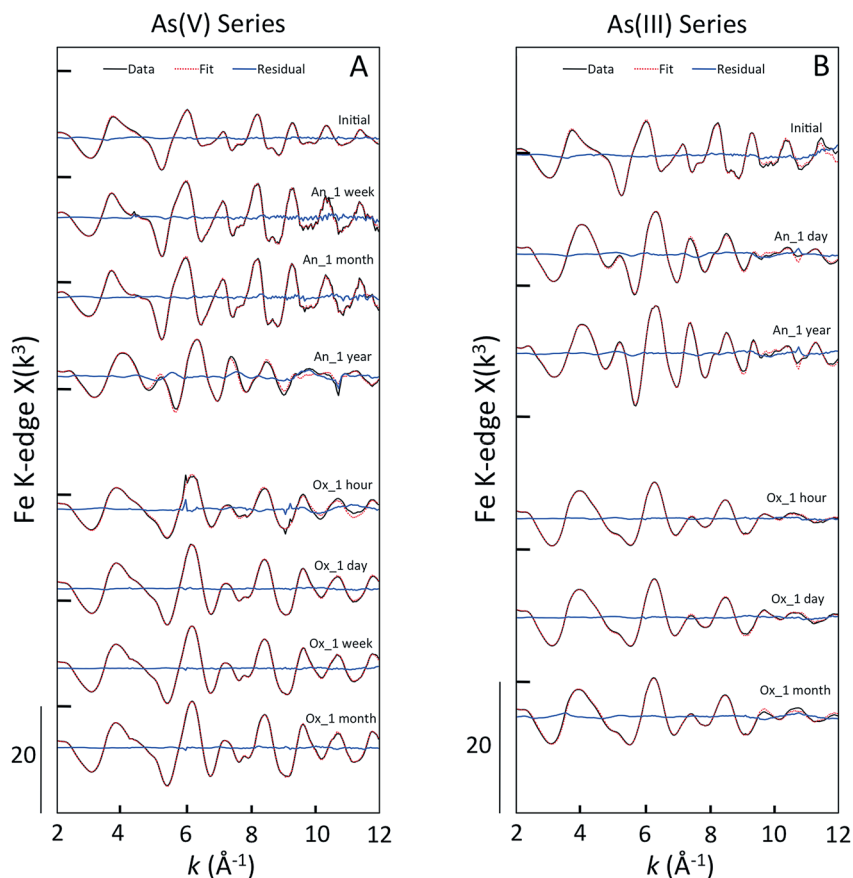 As(V) Series
As(III) Series
Data Fit Residual A
Data Fit Residual B
Initial
An_1 week
An_1 month
An_1 year
Ox_1 hour
Ox_1 day
Ox_1 week
Ox_1 month
Initial
An_1 day
An_1 year
Ox_1 hour
Ox_1 day
Ox_1 month
Fe K-edge X(k³)
Fe K-edge X(k³)
20
20
2 4 6 8 10 12
2 4 6 8 10 12
k (Å⁻¹)
k (Å⁻¹)